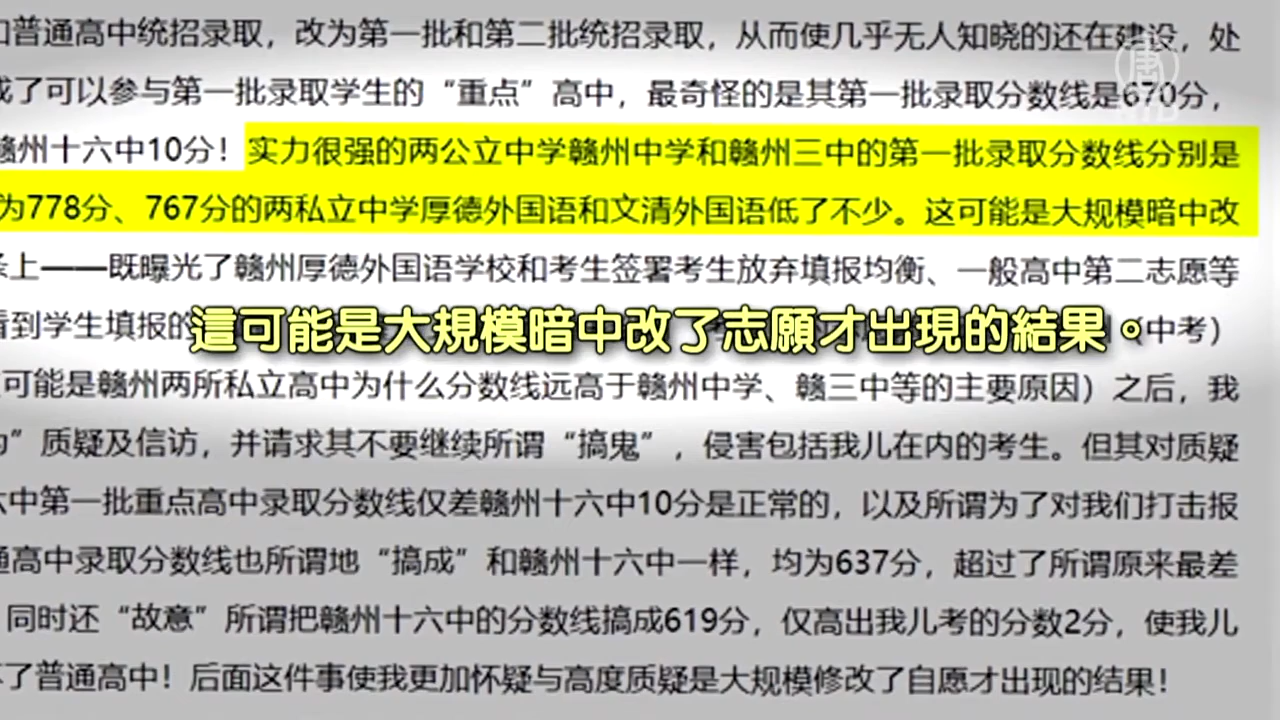 和普通高中统招录取，改为第一批和第二批统招录取，从而使几乎无人知晓的还在建设，处
成了可以参与第一批录取学生的“重点”高中，最奇怪的是其第一批录取分数线是670分，
赣州十六中10分！实力很强的两公立中学赣州中学和赣州三中的第一批录取分数线分别是
为778分、767分的两私立中学厚德外国语和文清外国语低了不少。这可能是大规模暗中改
上——既曝光了赣州厚德外国语学校和考生签署考生放弃填报均衡、一般高中第二志愿等
看到学生填报的
這可能是大規模暗中改了志願才出現的結果。
（中考）
可能是赣州两所私立高中为什么分数线远高于赣州中学、赣三中等的主要原因）之后，我
”质疑及信访，并请求其不要继续所谓“搞鬼”，侵害包括我儿在内的考生。但其对质疑
六中第一批重点高中录取分数线仅差赣州十六中10分是正常的，以及所谓为了对我们打击报
通高中录取分数线也所谓地“搞成”和赣州十六中一样，均为637分，超过了所谓原来最差
同时还“故意”所谓把赣州十六中的分数线搞成619分，仅高出我儿考的分数2分，使我儿
了普通高中！后面这件事使我更加怀疑与高度质疑是大规模修改了自愿才出现的结果！
唐
NTD